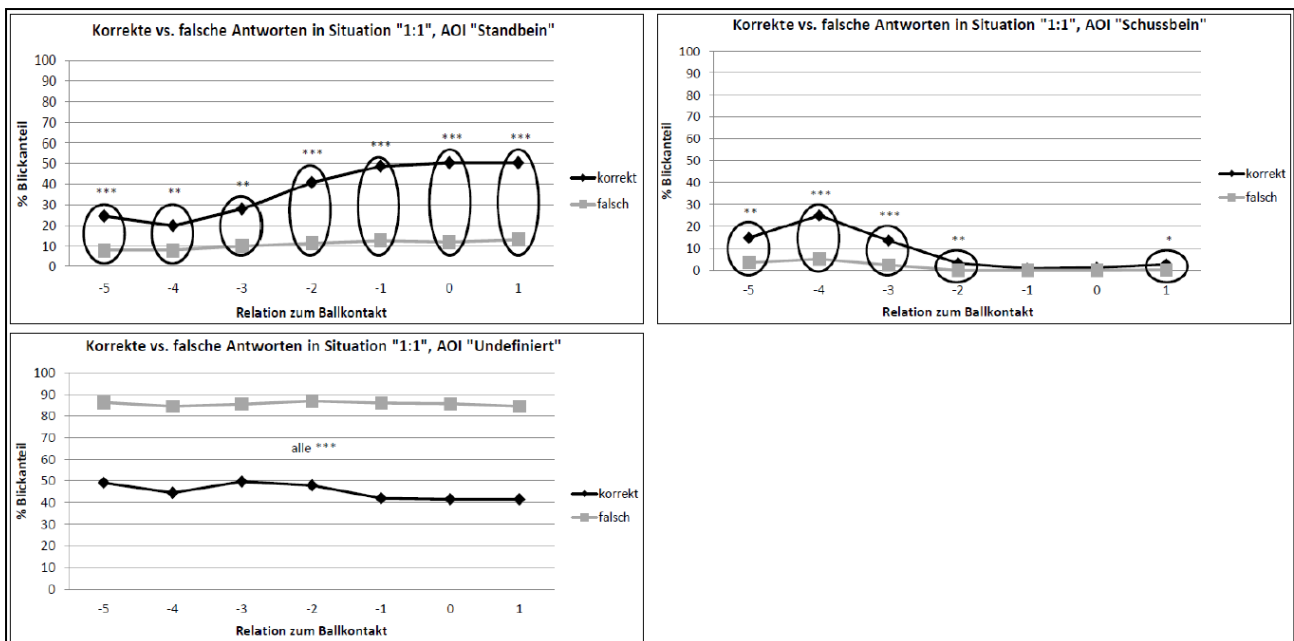 Korrekte vs. falsche Antworten in Situation "1:1", AOI "Standbein"
% Blickanteil
100
90
80
70
60
50
40
30
20
10
0
*** ** ** *** *** *** ***
korrekt
falsch
-5 -4 -3 -2 -1 0 1
Relation zum Ballkontakt
Korrekte vs. falsche Antworten in Situation "1:1", AOI "Schussbein"
% Blickanteil
100
90
80
70
60
50
40
30
20
10
0
** *** *** ** *
korrekt
falsch
-5 -4 -3 -2 -1 0 1
Relation zum Ballkontakt
Korrekte vs. falsche Antworten in Situation "1:1", AOI "Undefiniert"
% Blickanteil
100
90
80
70
60
50
40
30
20
10
0
alle ***
korrekt
falsch
-5 -4 -3 -2 -1 0 1
Relation zum Ballkontakt